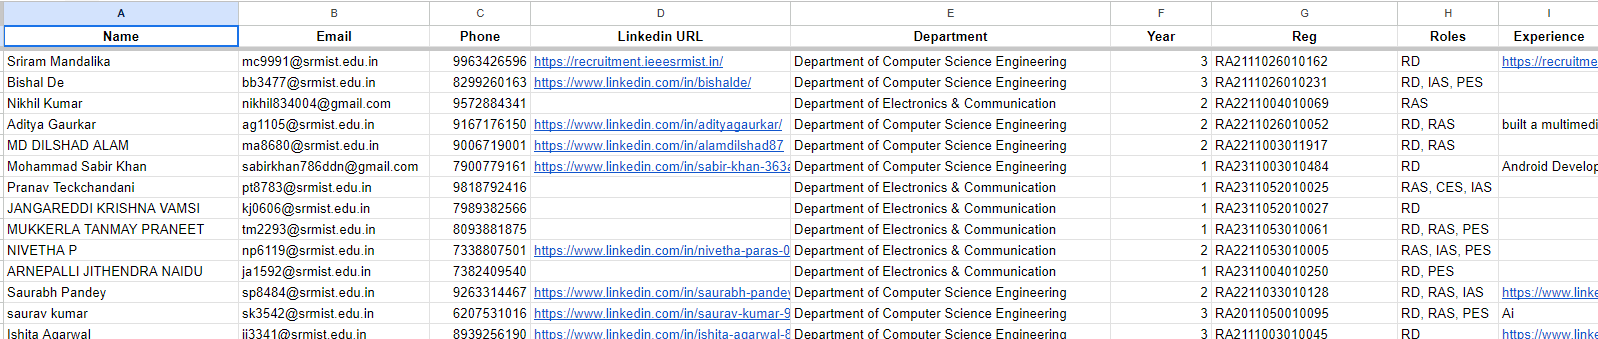 A B C D E F G H I
Name Email Phone Linkedin URL Department Year Reg Roles Experience
Sriram Mandalika mc9991@srmist.edu.in 9963426596 https://recruitment.ieeesrmist.in/ Department of Computer Science Engineering 3 RA2111026010162 RD https://recruitme
Bishal De bb3477@srmist.edu.in 8299260163 https://www.linkedin.com/in/bishalde/ Department of Computer Science Engineering 3 RA2111026010231 RD, IAS, PES
Nikhil Kumar nikhil834004@gmail.com 9572884341 Department of Electronics & Communication 2 RA2211004010069 RAS
Aditya Gaurkar ag1105@srmist.edu.in 9167176150 https://www.linkedin.com/in/adityagaurkar/ Department of Computer Science Engineering 2 RA2211026010052 RD, RAS built a multimedi
MD DILSHAD ALAM ma8680@srmist.edu.in 9006719001 https://www.linkedin.com/in/alamdilshad87 Department of Computer Science Engineering 2 RA2211003011917 RD, RAS
Mohammad Sabir Khan sabirkhan786ddn@gmail.com 7900779161 https://www.linkedin.com/in/sabir-khan-363a Department of Computer Science Engineering 1 RA2311003010484 RD Android Develop
Pranav Teckchandani pt8783@srmist.edu.in 9818792416 Department of Electronics & Communication 1 RA2311052010025 RAS, CES, IAS
JANGAREDDI KRISHNA VAMSI kj0606@srmist.edu.in 7989382566 Department of Electronics & Communication 1 RA2311052010027 RD
MUKKERLA TANMAY PRANEET tm2293@srmist.edu.in 8093881875 Department of Electronics & Communication 1 RA2311053010061 RD, RAS, PES
NIVETHA P np6119@srmist.edu.in 7338807501 https://www.linkedin.com/in/nivetha-paras-0 Department of Electronics & Communication 2 RA2211053010005 RAS, IAS, PES
ARNEPALLI JITHENDRA NAIDU ja1592@srmist.edu.in 7382409540 Department of Electronics & Communication 1 RA2311004010250 RD, PES
Saurabh Pandey sp8484@srmist.edu.in 9263314467 https://www.linkedin.com/in/saurabh-pandey Department of Computer Science Engineering 2 RA2211033010128 RD, RAS, IAS https://www.linke
saurav kumar sk3542@srmist.edu.in 6207531016 https://www.linkedin.com/in/saurav-kumar-9 Department of Computer Science Engineering 3 RA2011050010095 RD, RAS, PES Ai
Ishita Agarwal ii3341@srmist.edu.in 8939256190 https://www.linkedin.com/in/ishita-agarwal-8 Department of Computer Science Engineering 3 RA2111003010045 RD https://www.linke